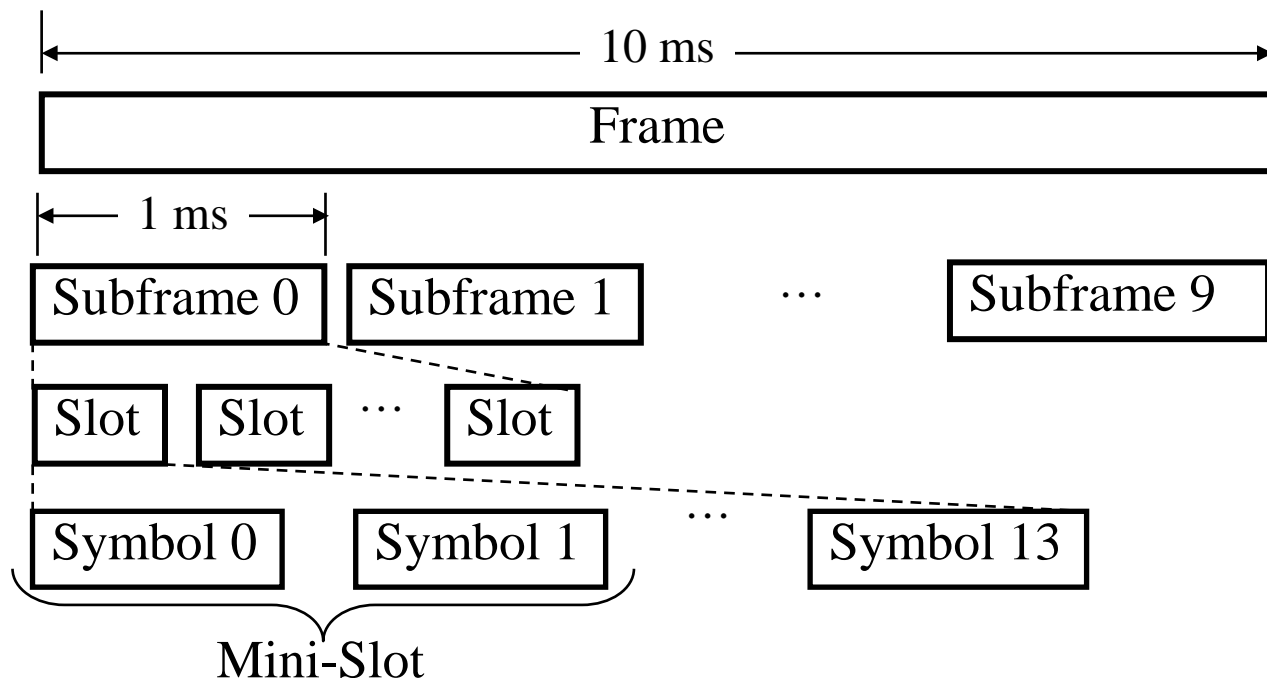 10 ms
Frame
1 ms
Subframe 0 Subframe 1 ... Subframe 9
Slot Slot ... Slot
...
Symbol 0 Symbol 1 Symbol 13
Mini-Slot